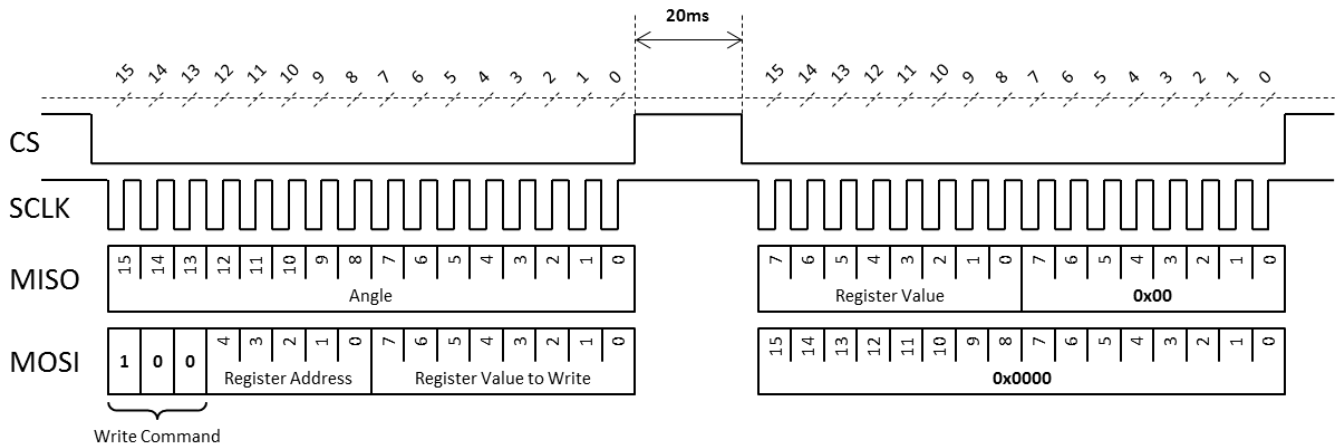 20ms
15 14 13 12 11 10 9 8 7 6 5 4 3 2 1 0 15 14 13 12 11 10 9 8 7 6 5 4 3 2 1 0
CS
SCLK
MISO 15 14 13 12 11 10 9 8 7 6 5 4 3 2 1 0 7 6 5 4 3 2 1 0 7 6 5 4 3 2 1 0
Angle Register Value 0x00
MOSI 1 0 0 4 3 2 1 0 7 6 5 4 3 2 1 0 15 14 13 12 11 10 9 8 7 6 5 4 3 2 1 0
Register Address Register Value to Write 0x0000
Write Command